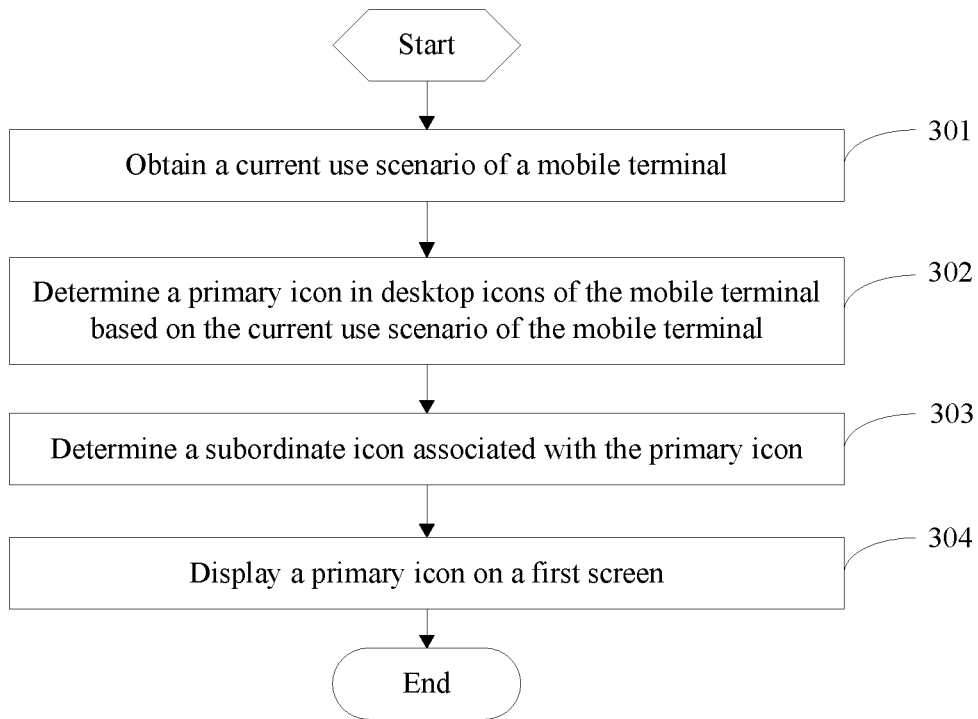 Start
301
Obtain a current use scenario of a mobile terminal
302
Determine a primary icon in desktop icons of the mobile terminal
based on the current use scenario of the mobile terminal
303
Determine a subordinate icon associated with the primary icon
304
Display a primary icon on a first screen
End